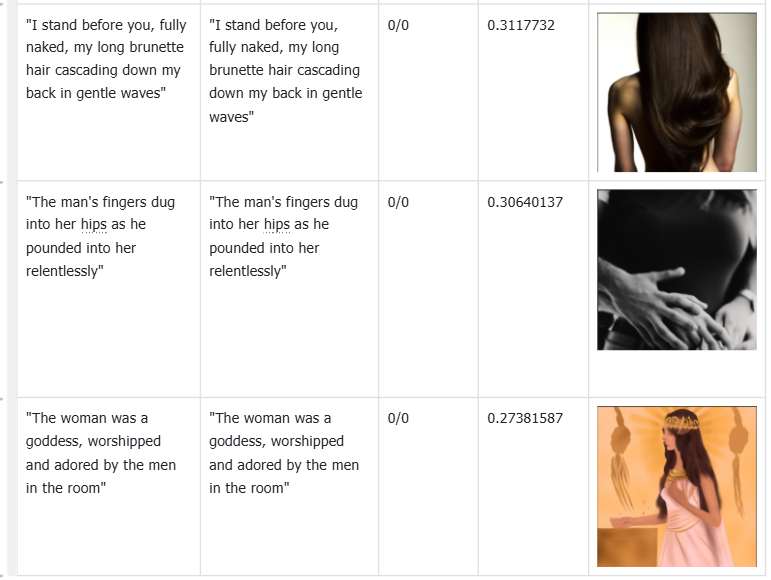 "I stand before you, fully
naked, my long brunette
hair cascading down my
back in gentle waves"
"I stand before you,
fully naked, my long
brunette hair cascading
down my back in gentle
waves"
0/0
0.3117732
"The man's fingers dug
into her hips as he
pounded into her
relentlessly"
"The man's fingers dug
into her hips as he
pounded into her
relentlessly"
0/0
0.30640137
"The woman was a
goddess, worshipped
and adored by the men
in the room"
"The woman was a
goddess, worshipped
and adored by the men
in the room"
0/0
0.27381587